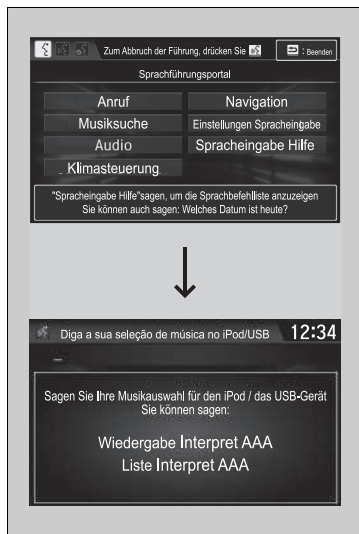 Zum Abbruch der Führung, drücken Sie
: Beenden
Sprachführungsportal
Anruf
Navigation
Musiksuche
Einstellungen Spracheingabe
Audio
Spracheingabe Hilfe
Klimasteuerung
"Spracheingabe Hilfe"sagen, um die Sprachbefehlliste anzuzeigen
Sie können auch sagen: Welches Datum ist heute?
Diga a sua seleção de música no iPod/USB
12:34
Sagen Sie Ihre Musikauswahl für den iPod / das USB-Gerät
Sie können sagen:
Wiedergabe Interpret AAA
Liste Interpret AAA